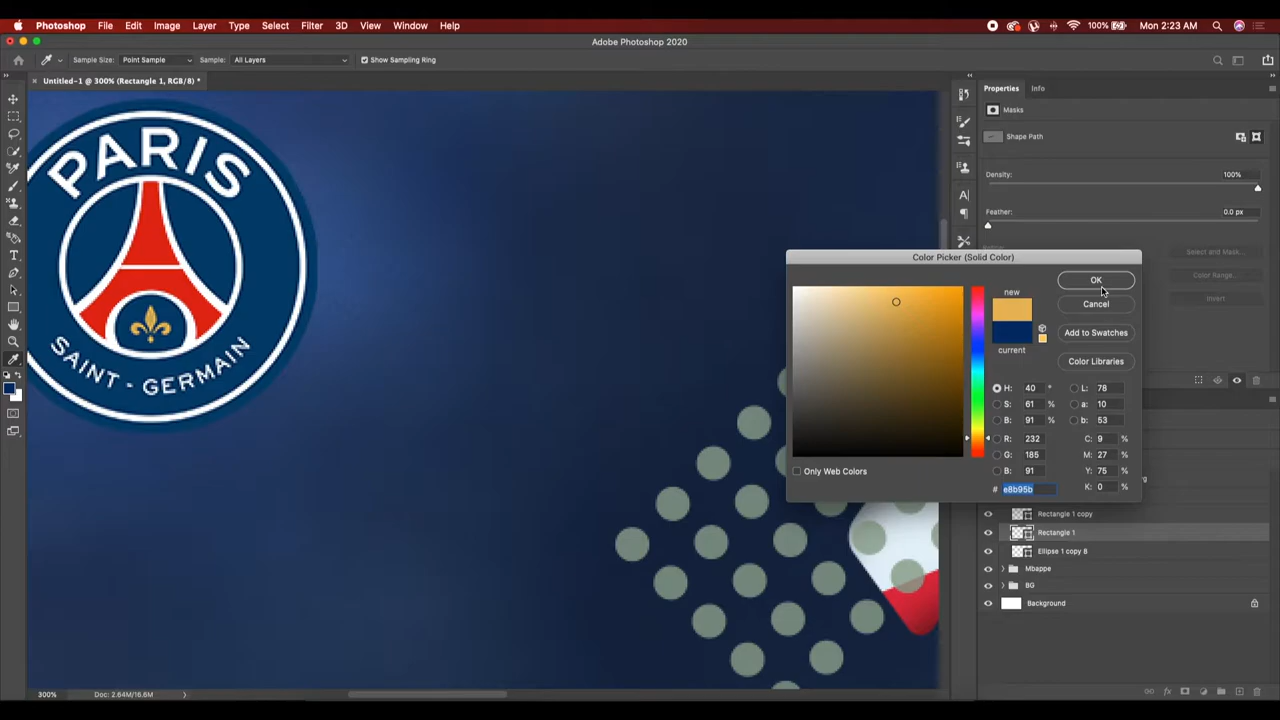 Photoshop File Edit Image Layer Type Select Filter 3D View Window Help 100% Mon 2:23 AM
Adobe Photoshop 2020
Sample Size: Point Sample Sample: All Layers Show Sampling Ring
Untitled-1 @ 300% (Rectangle 1, RGB/8) *
Properties Info
Masks
Shape Path
Density: 100%
Feather: 0.0 px
Select and Mask...
Color Range...
Invert
PARIS
SAINT - GERMAIN
Color Picker (Solid Color)
new
current
OK
Cancel
Add to Swatches
Color Libraries
H: 40 ° L: 78
S: 61 % a: 10
B: 91 % b: 53
R: 232 C: 9 %
G: 185 M: 27 %
B: 91 Y: 75 %
# e8b95b K: 0 %
Only Web Colors
Rectangle 1 copy
Rectangle 1
Ellipse 1 copy 8
Mbappe
BG
Background
300% Doc: 2.64M/16.6M